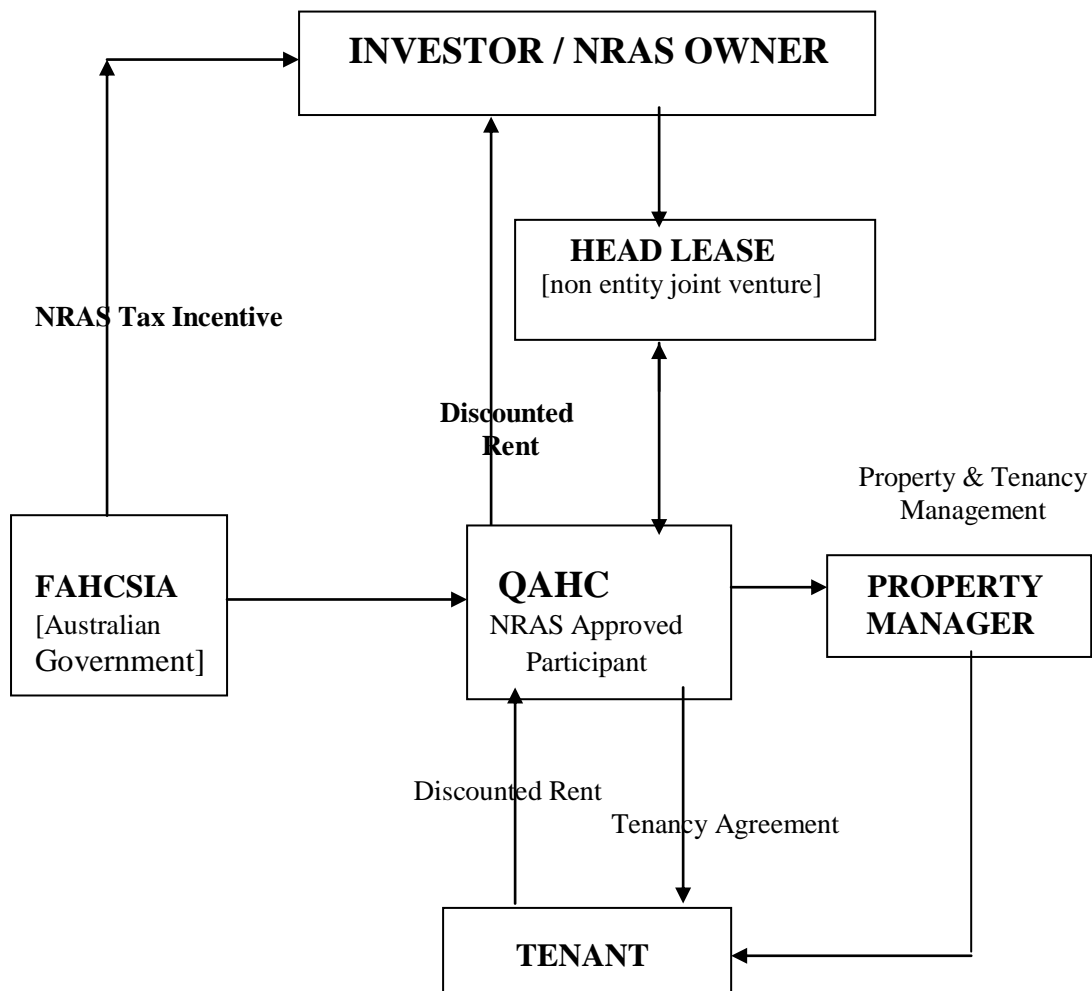 INVESTOR / NRAS OWNER
HEAD LEASE
[non entity joint venture]
NRAS Tax Incentive
Discounted
Rent
Property & Tenancy
Management
FAHCSIA
[Australian
Government]
QAHC
NRAS Approved
Participant
PROPERTY
MANAGER
Discounted Rent
Tenancy Agreement
TENANT